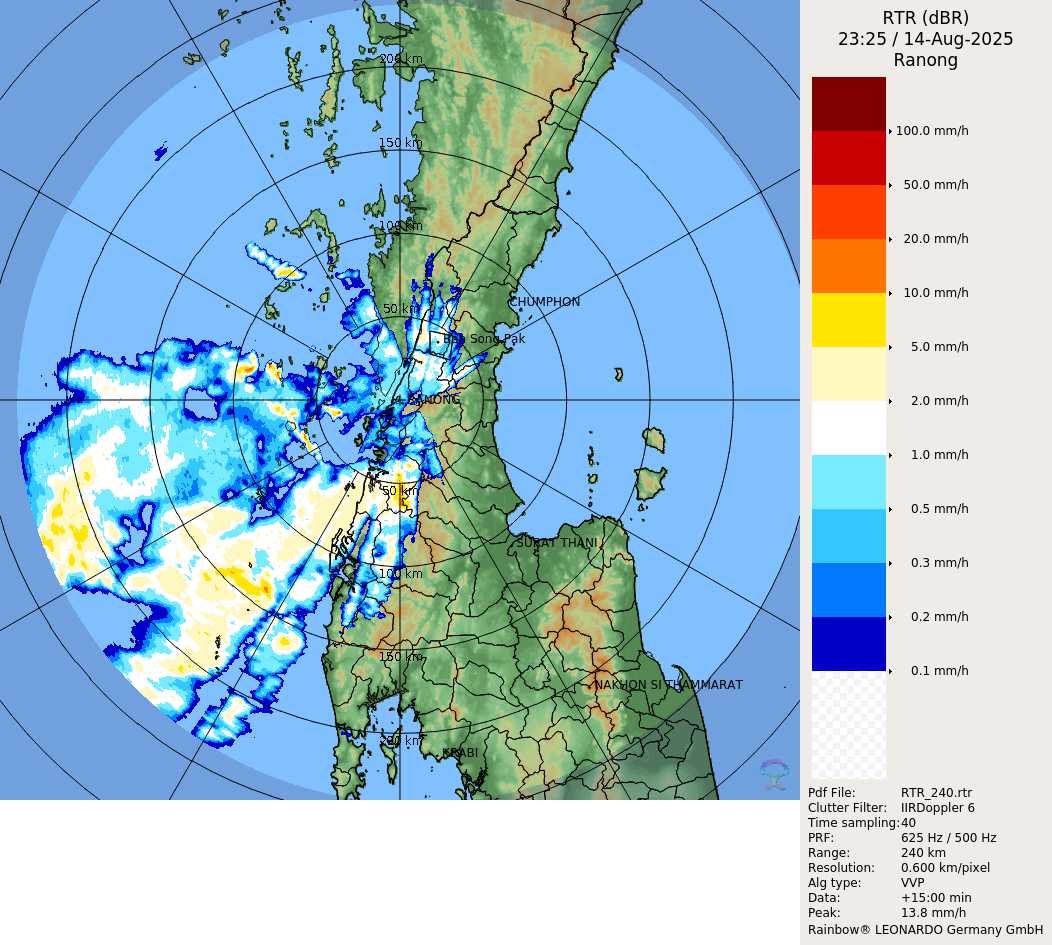 RTR (dBR)
23:25 / 14-Aug-2025
Ranong
200 km
150 km
100 km
CHUMPHON
50 km
Ban Song Pak
RANONG
50 km
SURAT THANI
100 km
150 km
NAKHON SI THAMMARAT
200 km
KRABI
100.0 mm/h
50.0 mm/h
20.0 mm/h
10.0 mm/h
5.0 mm/h
2.0 mm/h
1.0 mm/h
0.5 mm/h
0.3 mm/h
0.2 mm/h
0.1 mm/h
Pdf File: RTR_240.rtr
Clutter Filter: IIRDoppler 6
Time sampling:40
PRF: 625 Hz / 500 Hz
Range: 240 km
Resolution: 0.600 km/pixel
Alg type: VVP
Data: +15:00 min
Peak: 13.8 mm/h
Rainbow® LEONARDO Germany GmbH